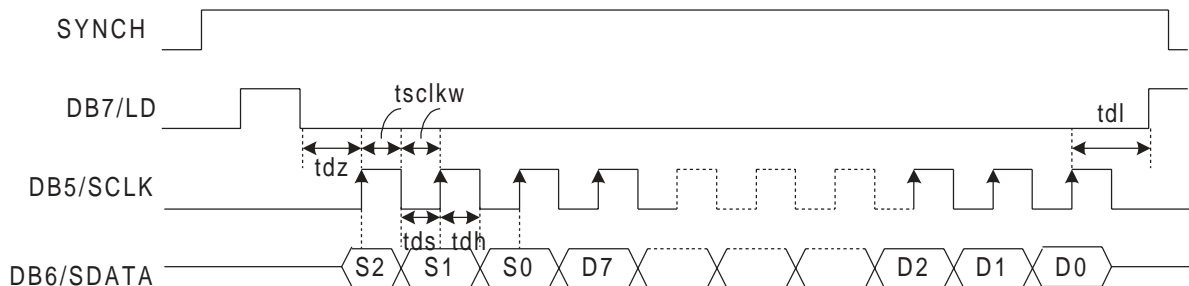 SYNCH
tsclkw
DB7/LD
tdl
tdz
DB5/SCLK
tds tdh
S2 S1 S0 D7 D2 D1 D0
DB6/SDATA